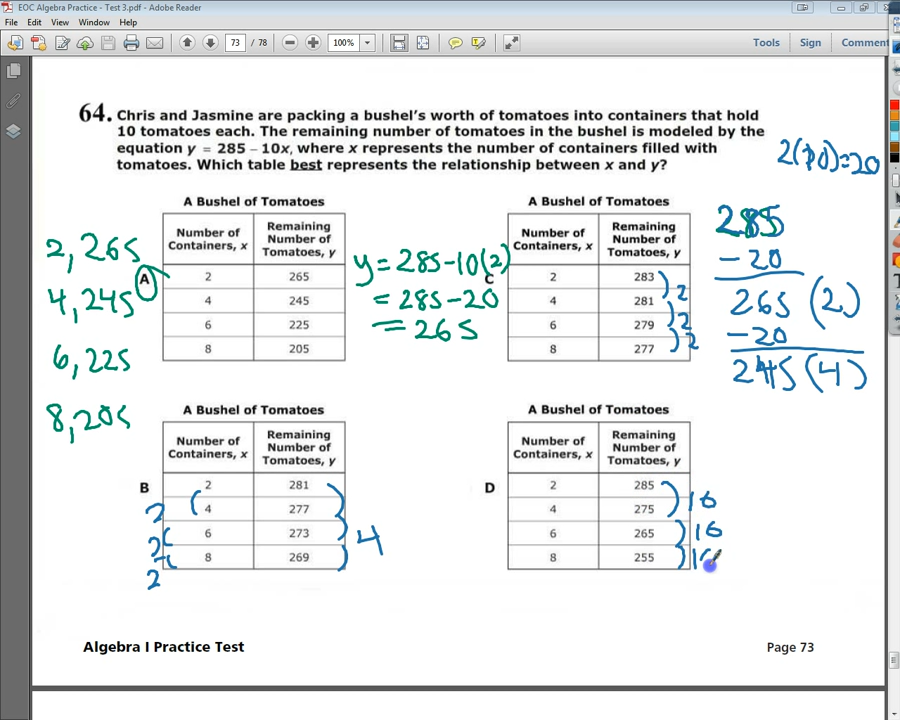 EOC Algebra Practice - Test 3.pdf - Adobe Reader
File Edit View Window Help
73 / 78 100% Tools Sign Comment
64. Chris and Jasmine are packing a bushel's worth of tomatoes into containers that hold
10 tomatoes each. The remaining number of tomatoes in the bushel is modeled by the
equation y = 285 – 10x, where x represents the number of containers filled with
tomatoes. Which table best represents the relationship between x and y?
2(10)=20
A
A Bushel of Tomatoes
Number of Containers, x
Remaining Number of Tomatoes, y
2 265
4 245
6 225
8 205
2, 265
4, 245
6, 225
8, 205
y = 285-10(2)
= 285-20
= 265
C
A Bushel of Tomatoes
Number of Containers, x
Remaining Number of Tomatoes, y
2 283
4 281
6 279
8 277
2
2
2
285
-20
265 (2)
-20
245 (4)
B
A Bushel of Tomatoes
Number of Containers, x
Remaining Number of Tomatoes, y
2 281
4 277
6 273
8 269
2
2
2
4
D
A Bushel of Tomatoes
Number of Containers, x
Remaining Number of Tomatoes, y
2 285
4 275
6 265
8 255
10
10
Algebra I Practice Test
Page 73